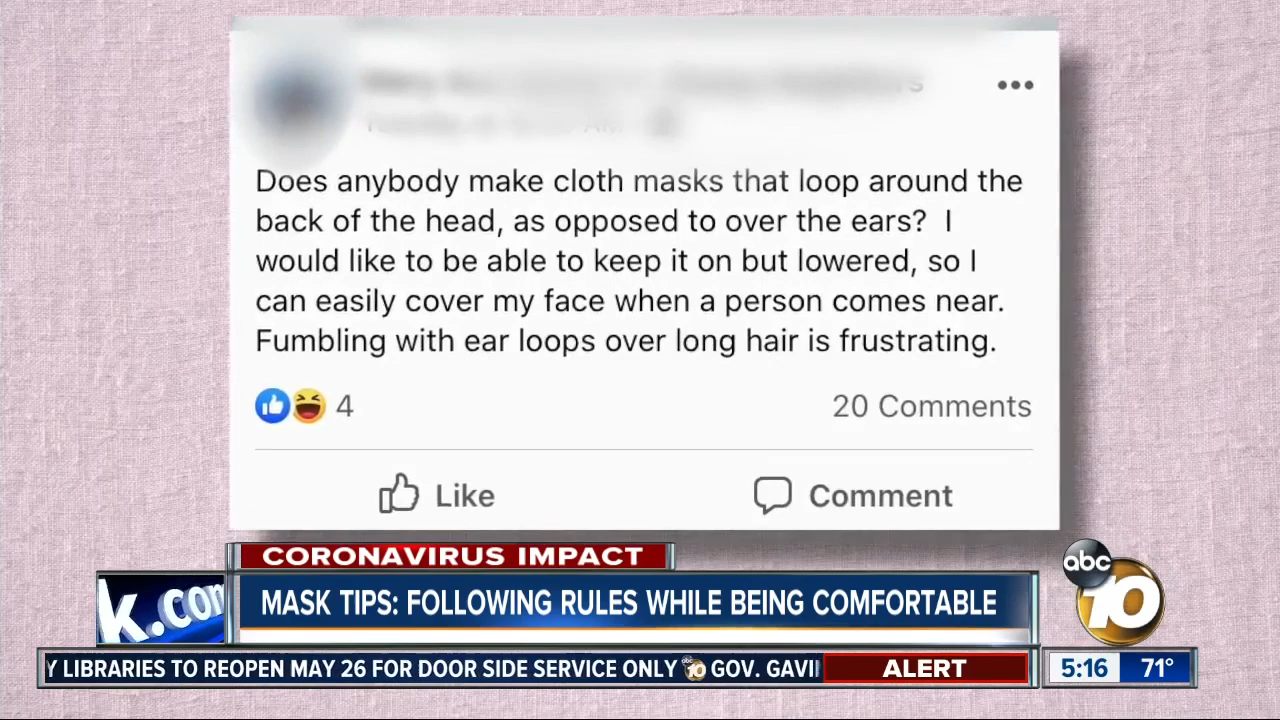 Does anybody make cloth masks that loop around the
back of the head, as opposed to over the ears?  I
would like to be able to keep it on but lowered, so I
can easily cover my face when a person comes near.
Fumbling with ear loops over long hair is frustrating.
4
20 Comments
Like
Comment
CORONAVIRUS IMPACT
k.com
MASK TIPS: FOLLOWING RULES WHILE BEING COMFORTABLE
abc
10
Y LIBRARIES TO REOPEN MAY 26 FOR DOOR SIDE SERVICE ONLY 10 GOV. GAVI
ALERT
5:16
71°